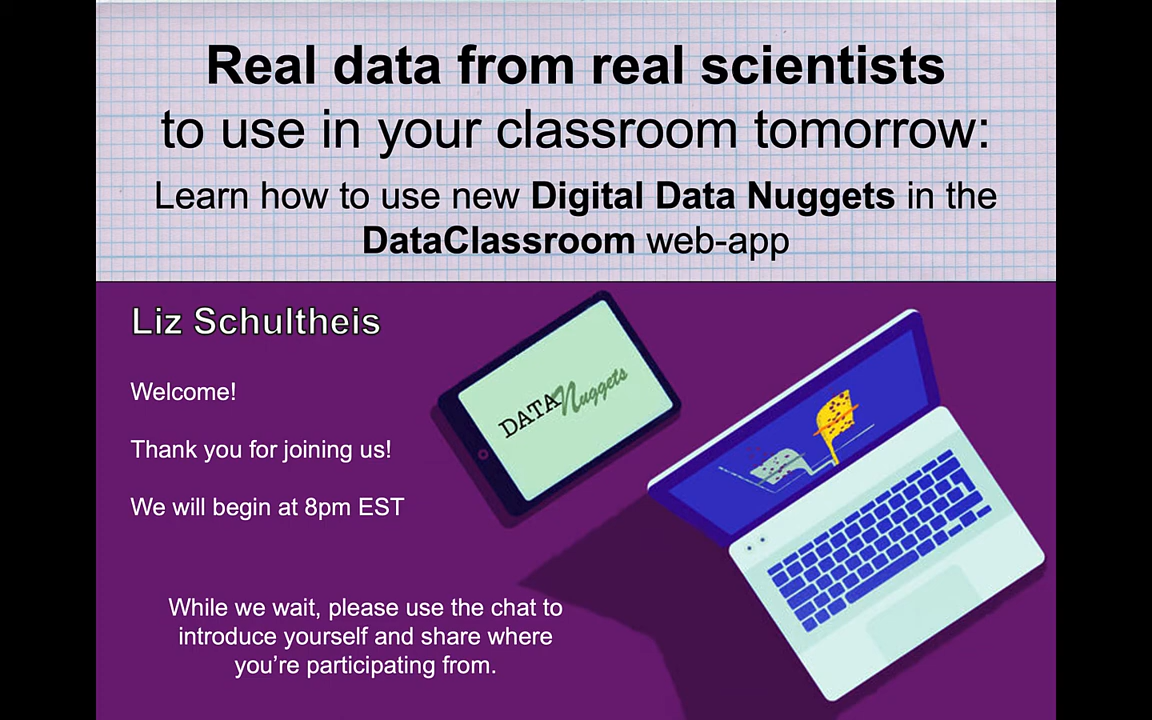 Real data from real scientists
to use in your classroom tomorrow:
Learn how to use new Digital Data Nuggets in the
DataClassroom web-app
Liz Schultheis
Welcome!
Thank you for joining us!
We will begin at 8pm EST
DATA Nuggets
While we wait, please use the chat to
introduce yourself and share where
you’re participating from.